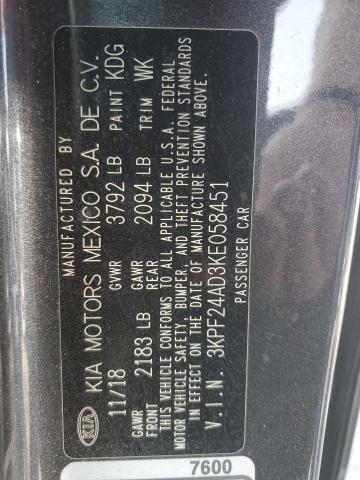 MANUFACTURED BY
KIA KIA MOTORS MEXICO S.A. DE C.V.
11/18 GVWR 3792 LB PAINT KDG
GAWR FRONT 2183 LB GAWR REAR 2094 LB TRIM WK
THIS VEHICLE CONFORMS TO ALL APPLICABLE U.S.A. FEDERAL
MOTOR VEHICLE SAFETY, BUMPER, AND THEFT PREVENTION STANDARDS
IN EFFECT ON THE DATE OF MANUFACTURE SHOWN ABOVE.
V.I.N. 3KPF24AD3KE058451
PASSENGER CAR
7600